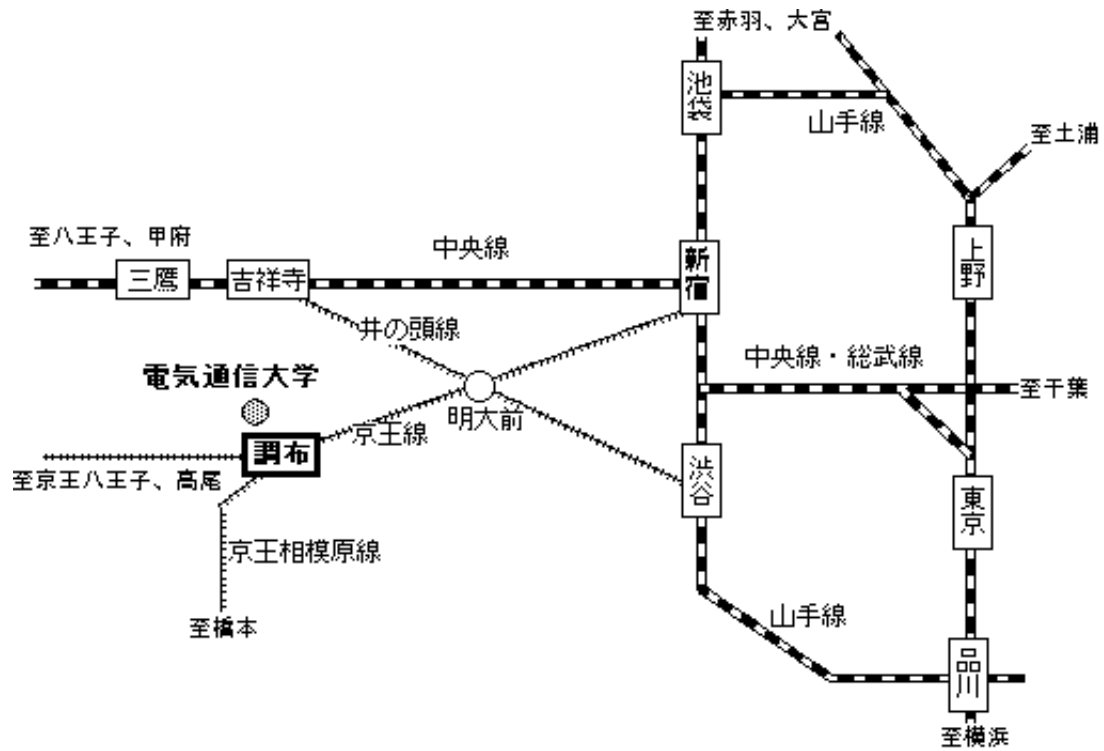 至赤羽、大宮
池袋
山手線
至土浦
至八王子、甲府
中央線
新宿
上野
三鷹
吉祥寺
井の頭線
中央線・総武線
電気通信大学
至千葉
明大前
京王線
調布
渋谷
至京王八王子、高尾
東京
京王相模原線
山手線
至橋本
品川
至横浜